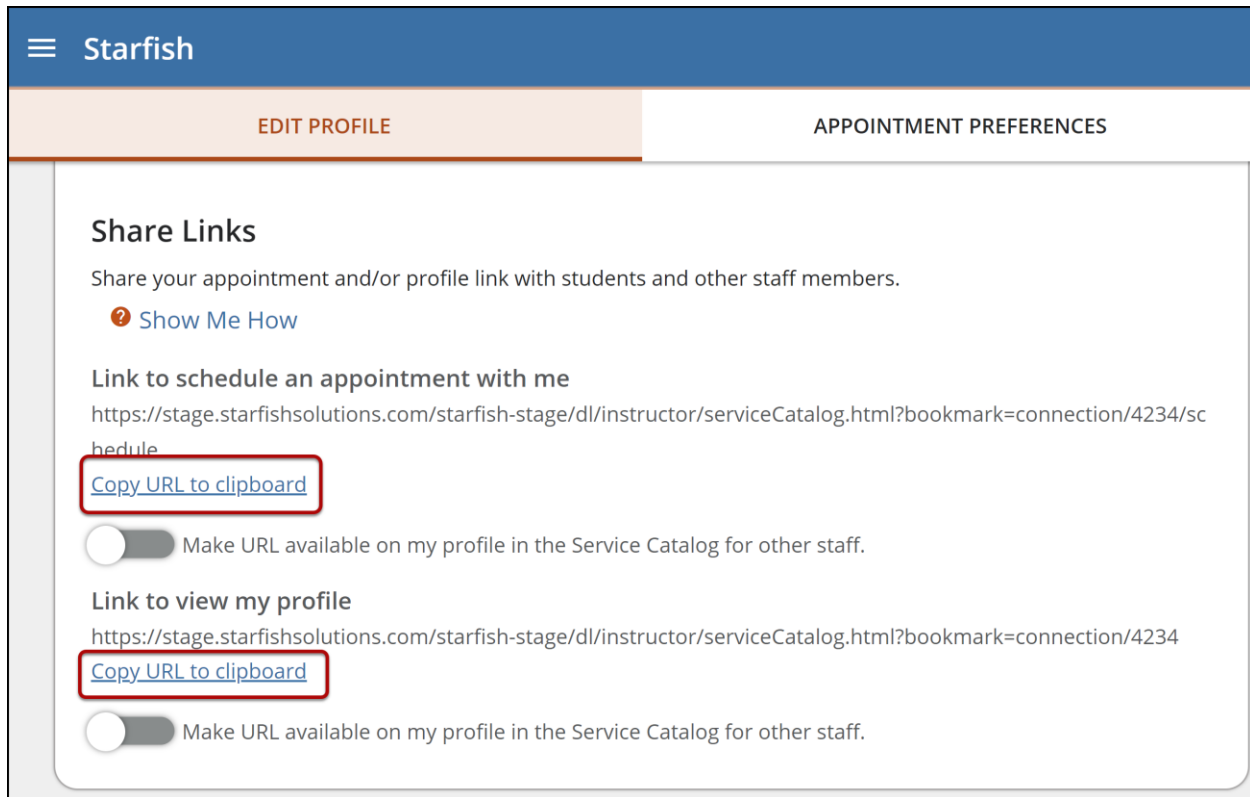 Starfish
EDIT PROFILE
APPOINTMENT PREFERENCES
Share Links
Share your appointment and/or profile link with students and other staff members.
? Show Me How
Link to schedule an appointment with me
https://stage.starfishsolutions.com/starfish-stage/dl/instructor/serviceCatalog.html?bookmark=connection/4234/sc
hedule
Copy URL to clipboard
Make URL available on my profile in the Service Catalog for other staff.
Link to view my profile
https://stage.starfishsolutions.com/starfish-stage/dl/instructor/serviceCatalog.html?bookmark=connection/4234
Copy URL to clipboard
Make URL available on my profile in the Service Catalog for other staff.